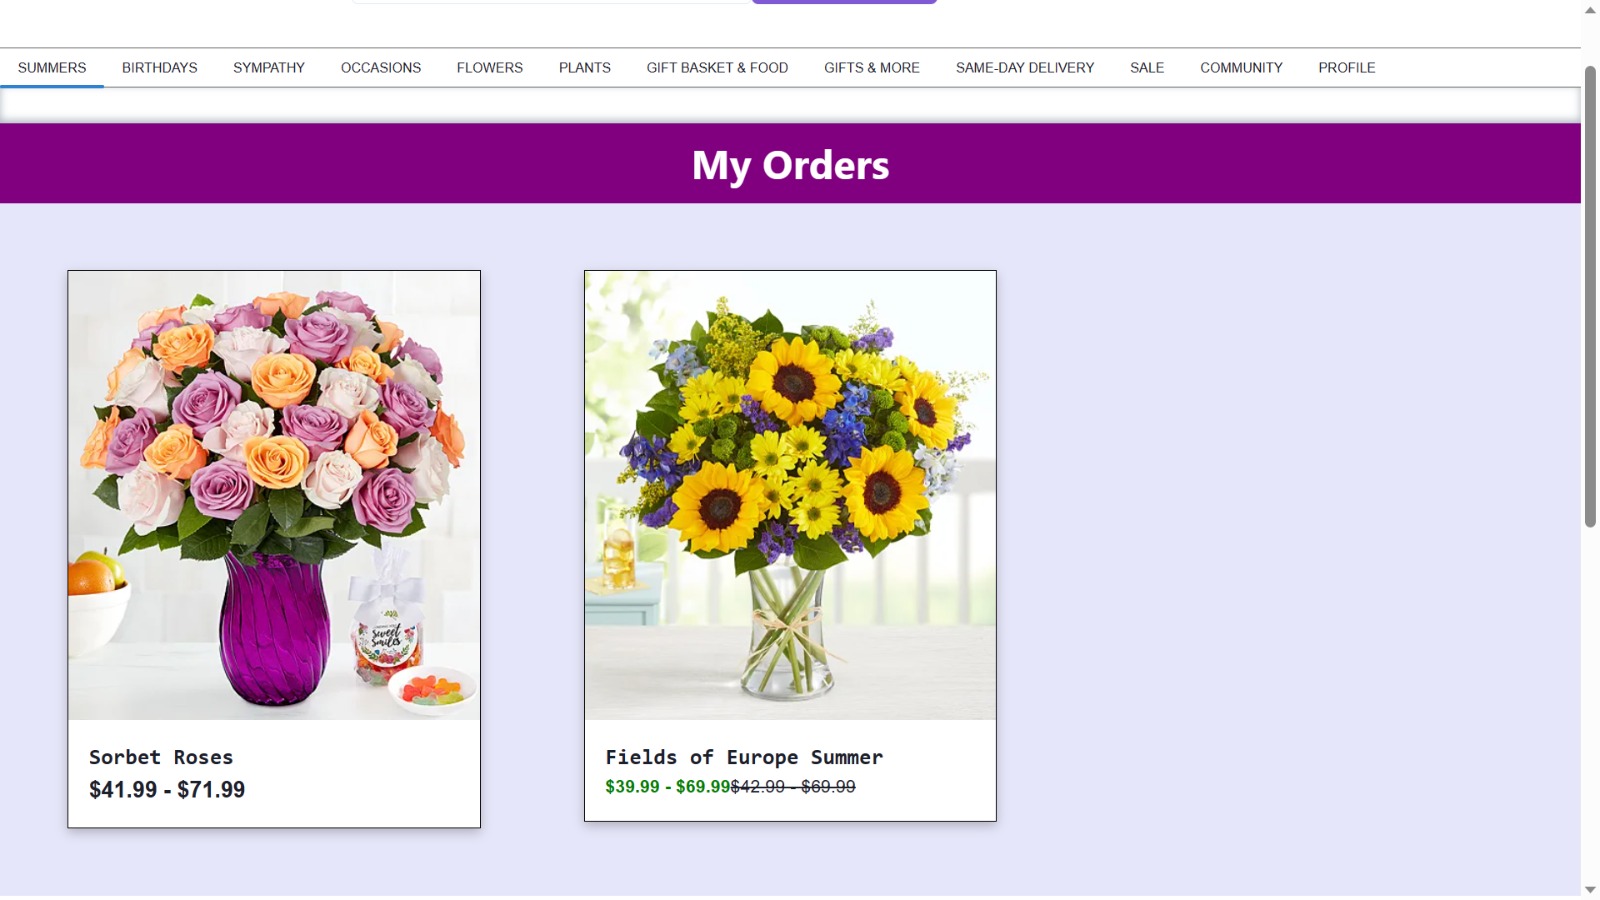 SUMMERS BIRTHDAYS SYMPATHY OCCASIONS FLOWERS PLANTS GIFT BASKET & FOOD GIFTS & MORE SAME-DAY DELIVERY SALE COMMUNITY PROFILE
My Orders
Sweet
Smiles
Sorbet Roses
$41.99 - $71.99
Fields of Europe Summer
$39.99 - $69.99$42.99 - $69.99